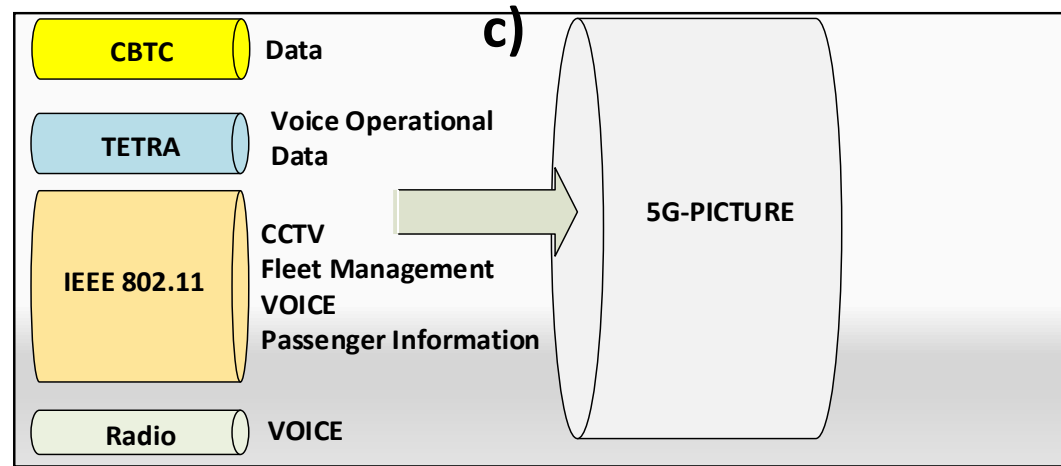 c)
CBTC
Data
TETRA
Voice Operational
Data
IEEE 802.11
CCTV
Fleet Management
VOICE
Passenger Information
Radio
VOICE
5G-PICTURE